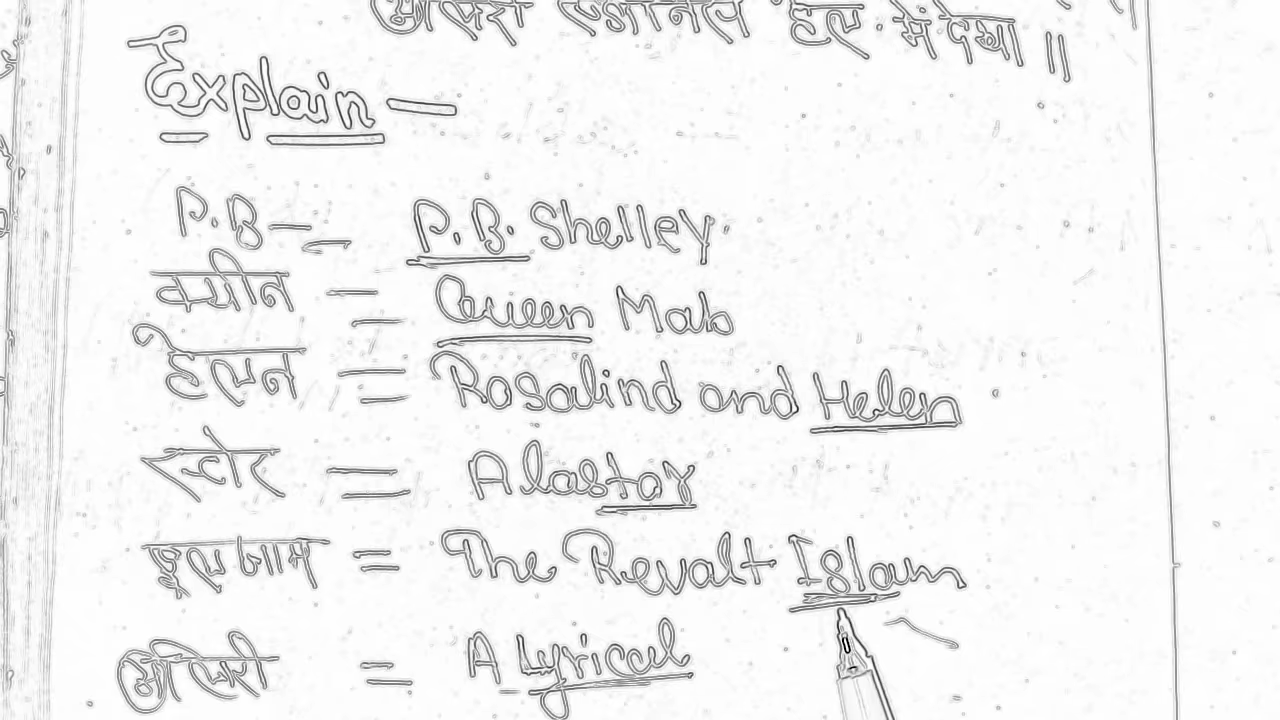 हाल में देखा ॥
Explain —
P.B — = P.B. Shelley.
क्वीन = Queen Mab
हेलन = Rosalind and Helen
स्टोर = Alastor
इस्लाम = The Revalt Islam
= A Lyrical